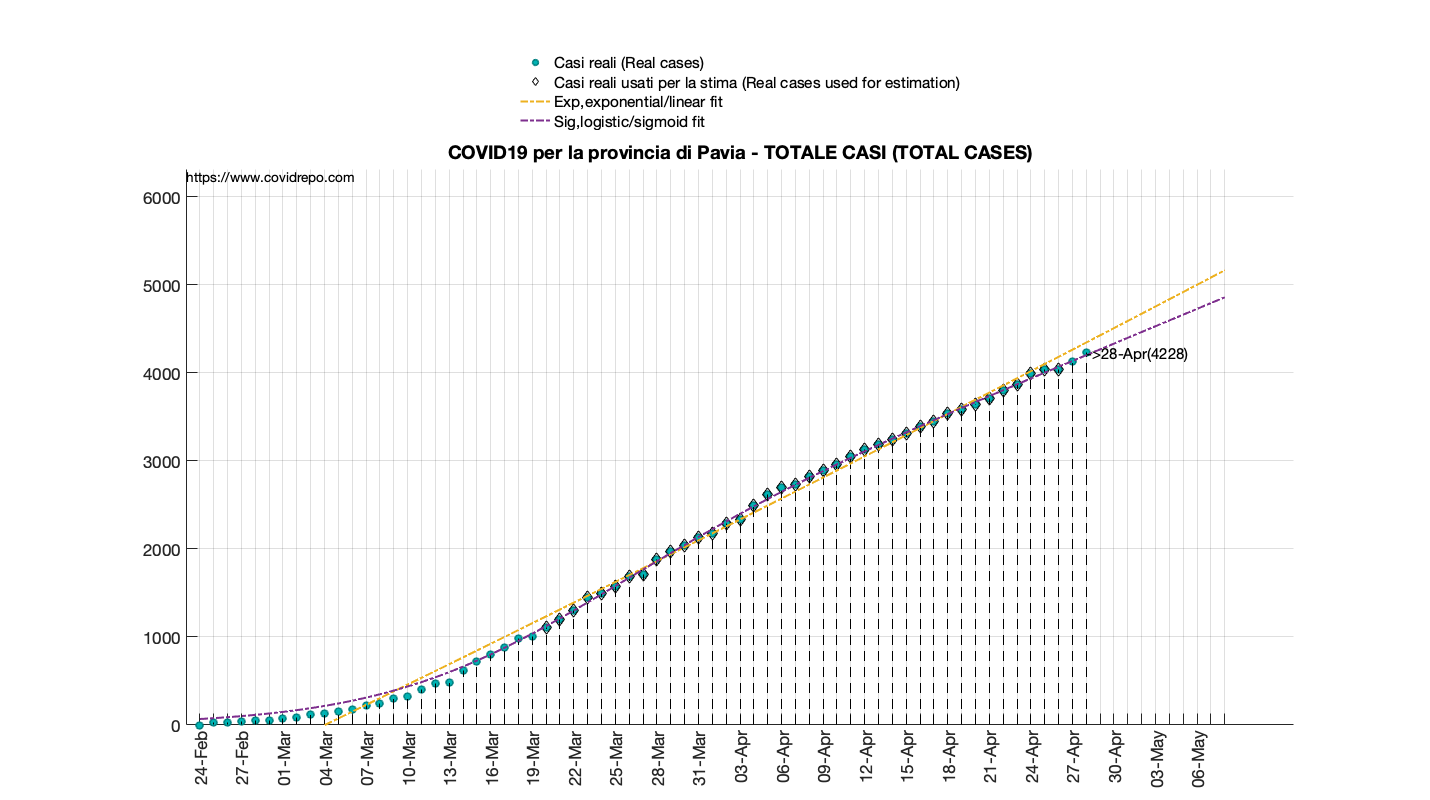 Casi reali (Real cases)
Casi reali usati per la stima (Real cases used for estimation)
Exp,exponential/linear fit
Sig,logistic/sigmoid fit
COVID19 per la provincia di Pavia - TOTALE CASI (TOTAL CASES)
https://www.covidrepo.com
6000
5000
4000
3000
2000
1000
0
>28-Apr(4228)
24-Feb
27-Feb
01-Mar
04-Mar
07-Mar
10-Mar
13-Mar
16-Mar
19-Mar
22-Mar
25-Mar
28-Mar
31-Mar
03-Apr
06-Apr
09-Apr
12-Apr
15-Apr
18-Apr
21-Apr
24-Apr
27-Apr
30-Apr
03-May
06-May